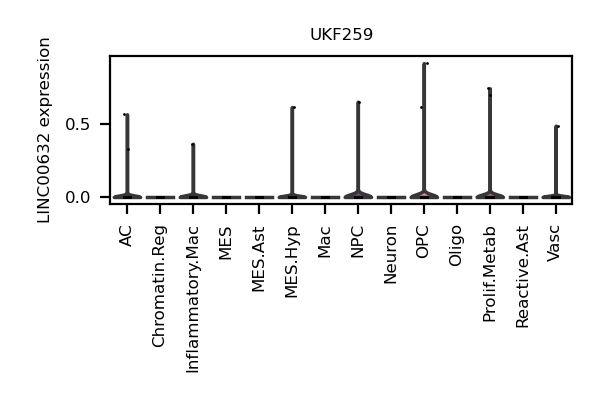 UKF259
LINC00632 expression
0.5
0.0
AC
Chromatin.Reg
Inflammatory.Mac
MES
MES.Ast
MES.Hyp
Mac
NPC
Neuron
OPC
Oligo
Prolif.Metab
Reactive.Ast
Vasc